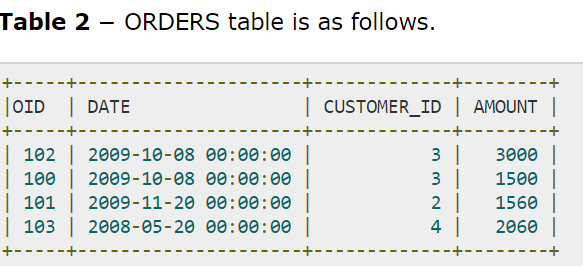 Table 2 – ORDERS table is as follows.
+-----+---------------------+-------------+--------+
|OID  | DATE                | CUSTOMER_ID | AMOUNT |
+-----+---------------------+-------------+--------+
| 102 | 2009-10-08 00:00:00 |           3 |   3000 |
| 100 | 2009-10-08 00:00:00 |           3 |   1500 |
| 101 | 2009-11-20 00:00:00 |           2 |   1560 |
| 103 | 2008-05-20 00:00:00 |           4 |   2060 |
+-----+---------------------+-------------+--------+